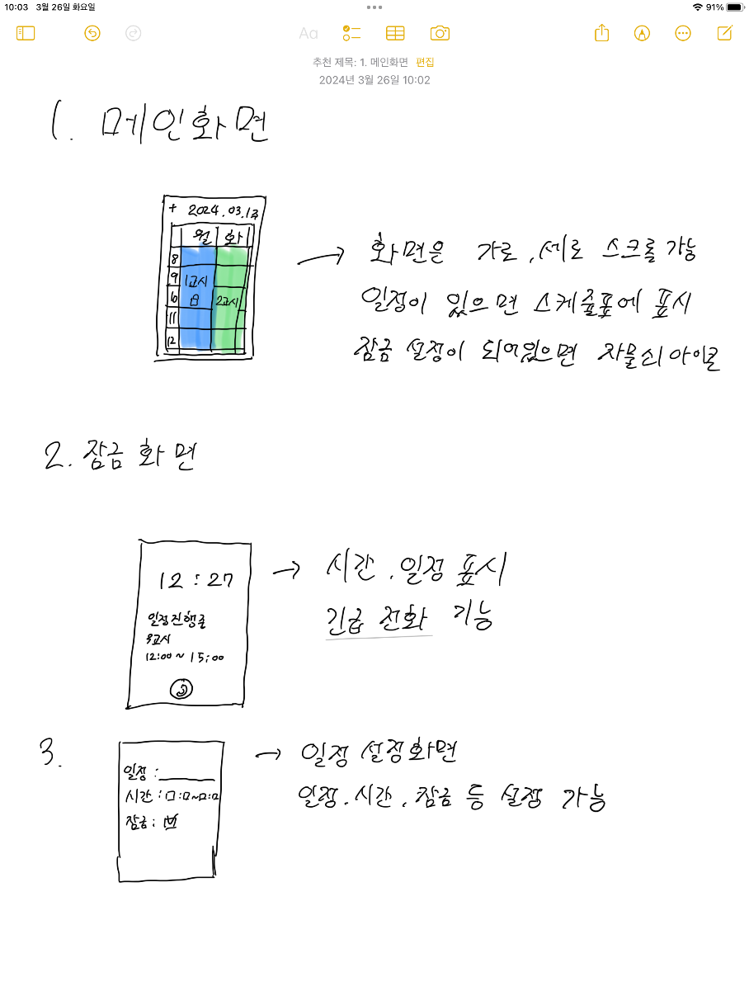 10:03 3월 26일 화요일
91%
Aa
추천 제목: 1. 메인화면 편집
2024년 3월 26일 10:02
1. 메인화면
+ 2024.03.13
월 화
8
9 1교시
10 2교시
11
12
화면은 가로, 세로 스크롤 가능
일정이 있으면 스케쥴표에 표시
잠금 설정이 되어있으면 자물쇠 아이콘
2. 잠금 화면
12:27
일정진행중
12:00 ~ 15:00
시간, 일정 표시
긴급 전화 기능
3.
일정 :
시간 : □:□~□:□
잠금 : ☑
일정 설정화면
일정, 시간, 잠금 등 설정 가능